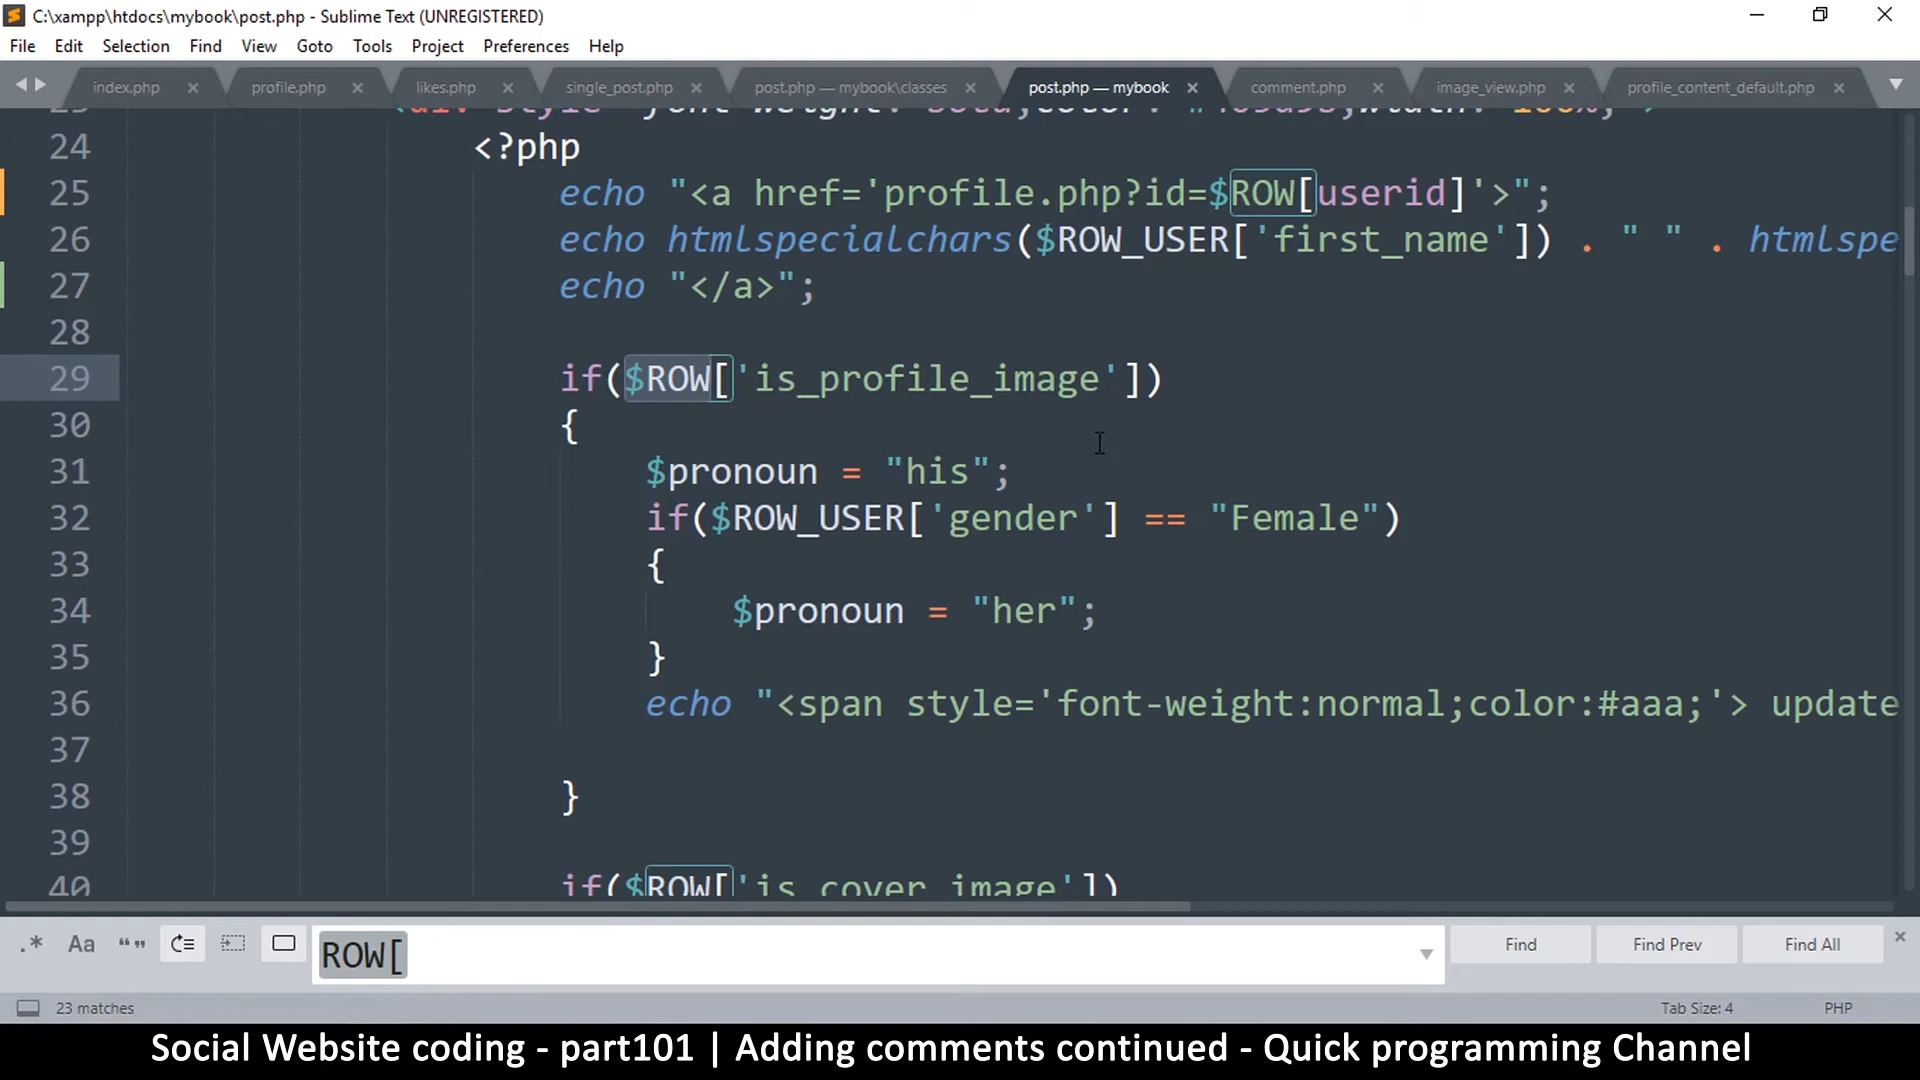 C:\xampp\htdocs\mybook\post.php - Sublime Text (UNREGISTERED)
File Edit Selection Find View Goto Tools Project Preferences Help
index.php profile.php likes.php single_post.php post.php — mybook\classes post.php — mybook comment.php image_view.php profile_content_default.php
24 <?php
25 echo "<a href='profile.php?id=$ROW[userid]'>";
26 echo htmlspecialchars($ROW_USER['first_name']) . " " . htmlspe
27 echo "</a>";
28
29 if($ROW['is_profile_image'])
30 {
31 $pronoun = "his";
32 if($ROW_USER['gender'] == "Female")
33 {
34 $pronoun = "her";
35 }
36 echo "<span style='font-weight:normal;color:#aaa;'> update
37
38 }
39
40 if($ROW['is_cover_image'])
.* Aa “” ROW[ Find Find Prev Find All
23 matches Tab Size: 4 PHP
Social Website coding - part101 | Adding comments continued - Quick programming Channel